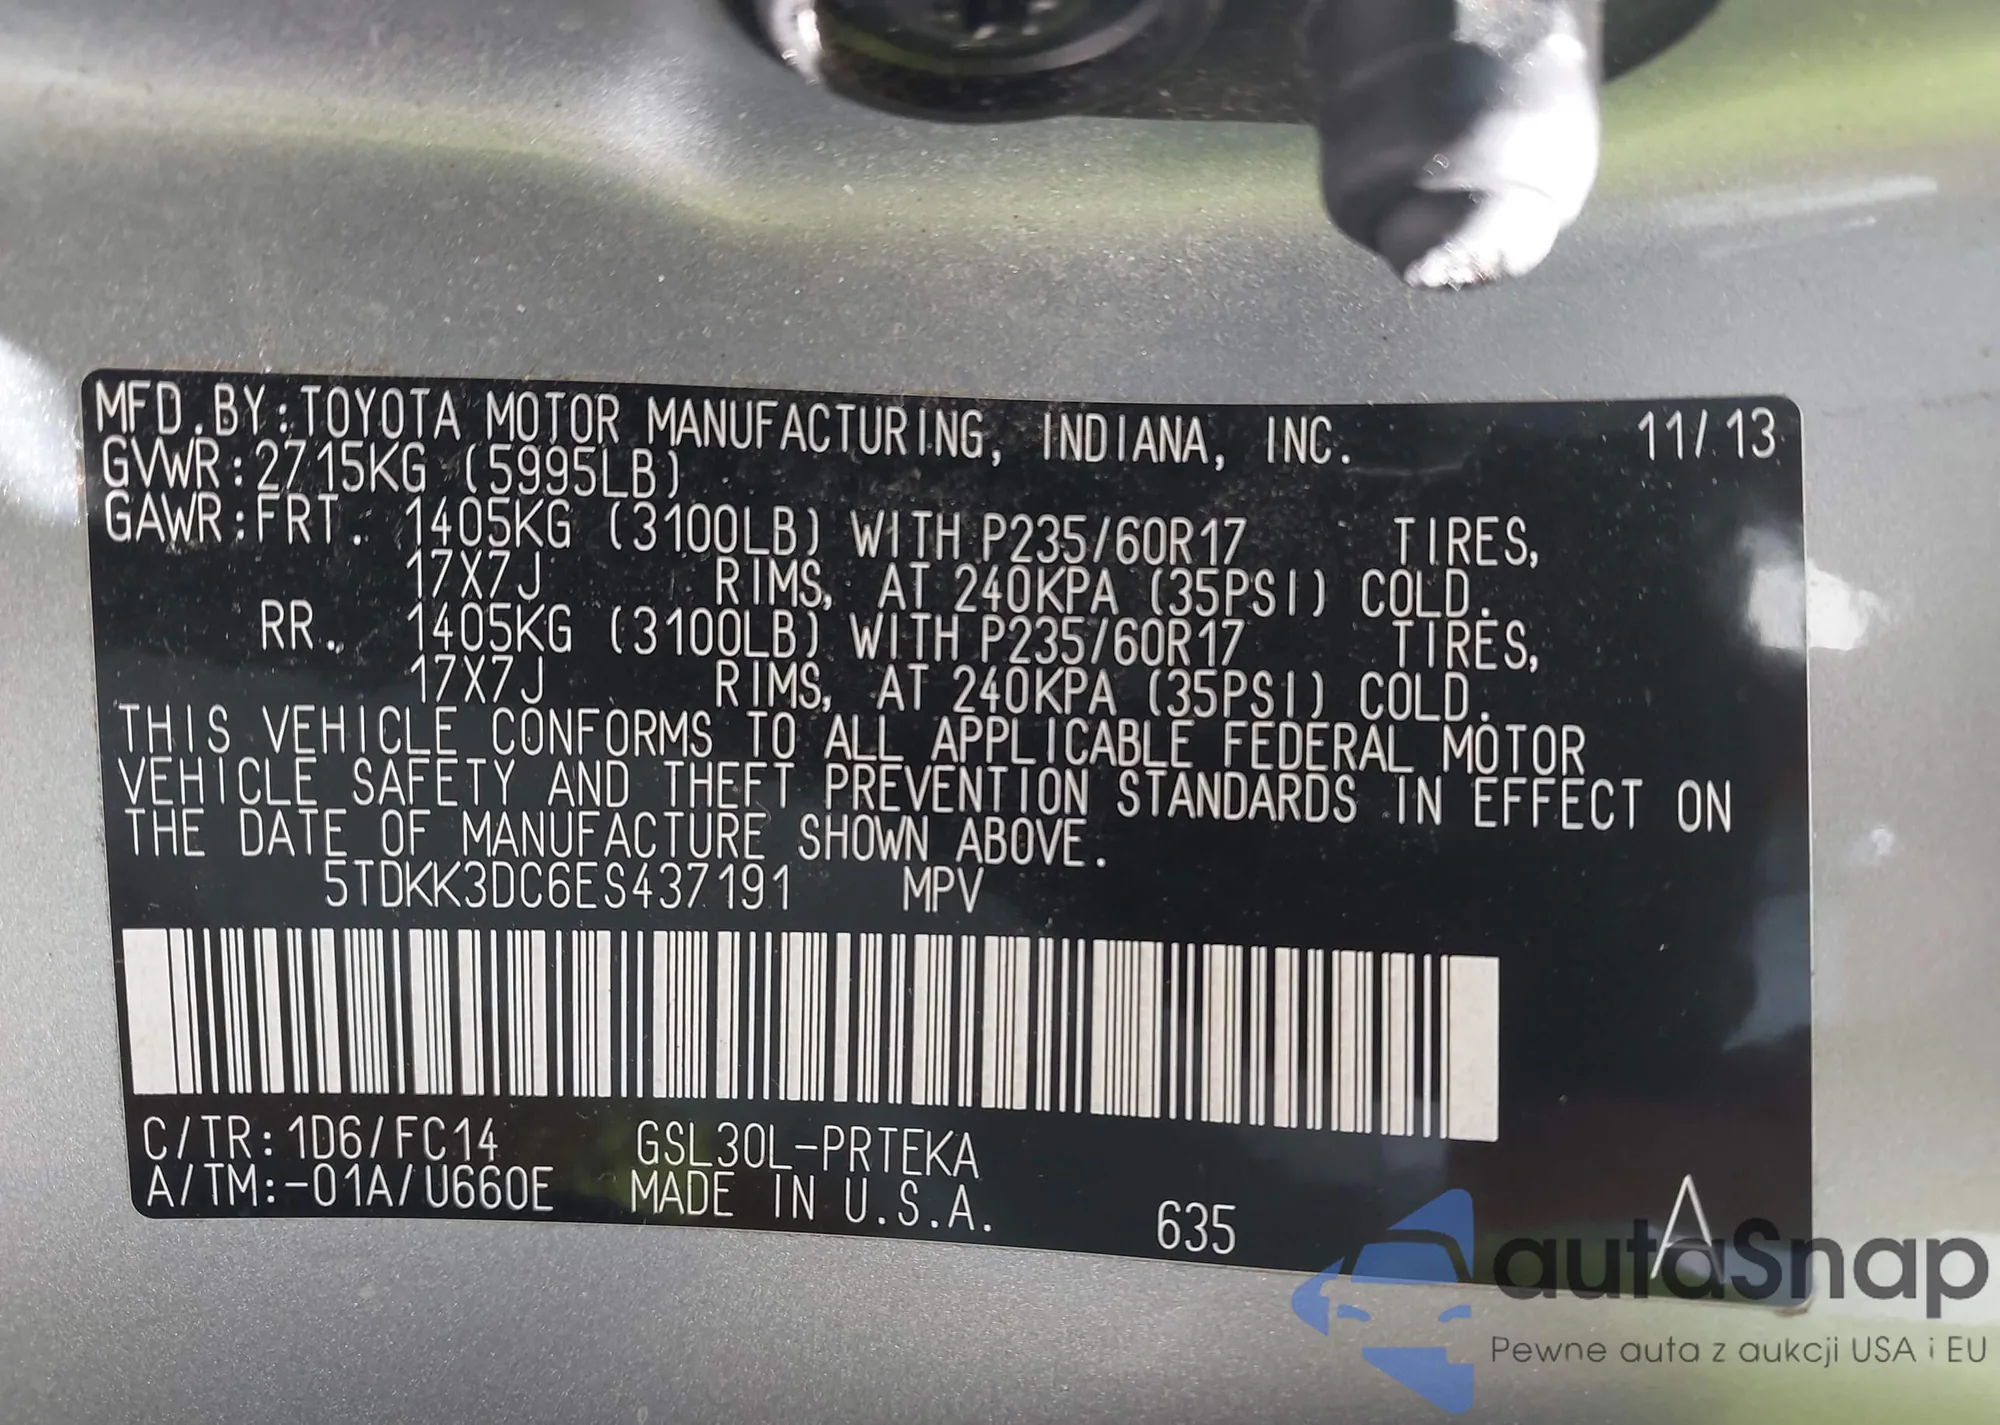 MFD.BY:TOYOTA MOTOR MANUFACTURING, INDIANA, INC. 11/13
GVWR:2715KG (5995LB)
GAWR:FRT. 1405KG (3100LB) WITH P235/60R17 TIRES,
17X7J RIMS, AT 240KPA (35PSI) COLD.
RR. 1405KG (3100LB) WITH P235/60R17 TIRES,
17X7J RIMS, AT 240KPA (35PSI) COLD.
THIS VEHICLE CONFORMS TO ALL APPLICABLE FEDERAL MOTOR
VEHICLE SAFETY AND THEFT PREVENTION STANDARDS IN EFFECT ON
THE DATE OF MANUFACTURE SHOWN ABOVE.
5TDKK3DC6ES437191 MPV
C/TR:1D6/FC14 GSL30L-PRTEKA
A/TM:-01A/U660E MADE IN U.S.A. 635 A
autaSnap
Pewne auta z aukcji USA i EU